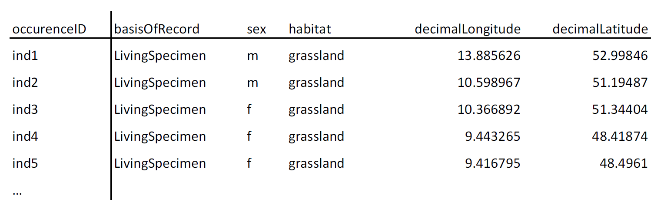 occurenceID basisOfRecord sex habitat decimalLongitude decimalLatitude
ind1 LivingSpecimen m grassland 13.885626 52.99846
ind2 LivingSpecimen m grassland 10.598967 51.19487
ind3 LivingSpecimen f grassland 10.366892 51.34404
ind4 LivingSpecimen f grassland 9.443265 48.41874
ind5 LivingSpecimen f grassland 9.416795 48.4961
...